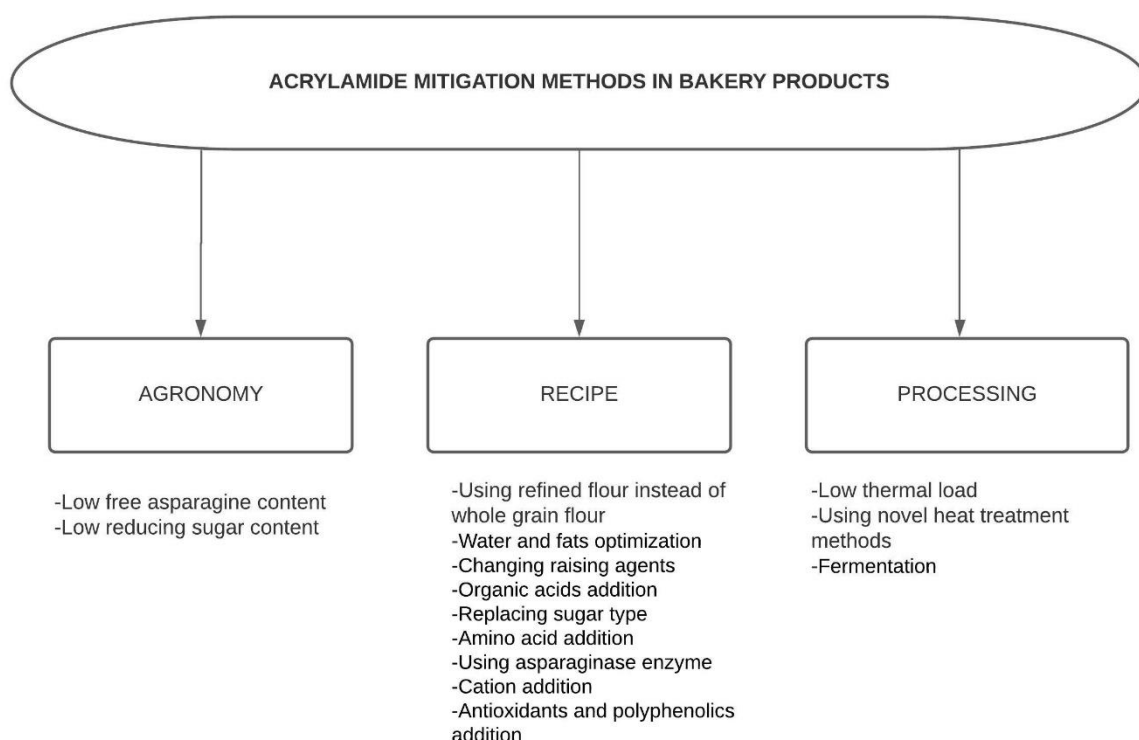 ACRYLAMIDE MITIGATION METHODS IN BAKERY PRODUCTS
AGRONOMY
-Low free asparagine content
-Low reducing sugar content
RECIPE
-Using refined flour instead of
whole grain flour
-Water and fats optimization
-Changing raising agents
-Organic acids addition
-Replacing sugar type
-Amino acid addition
-Using asparaginase enzyme
-Cation addition
-Antioxidants and polyphenolics
addition
PROCESSING
-Low thermal load
-Using novel heat treatment
methods
-Fermentation